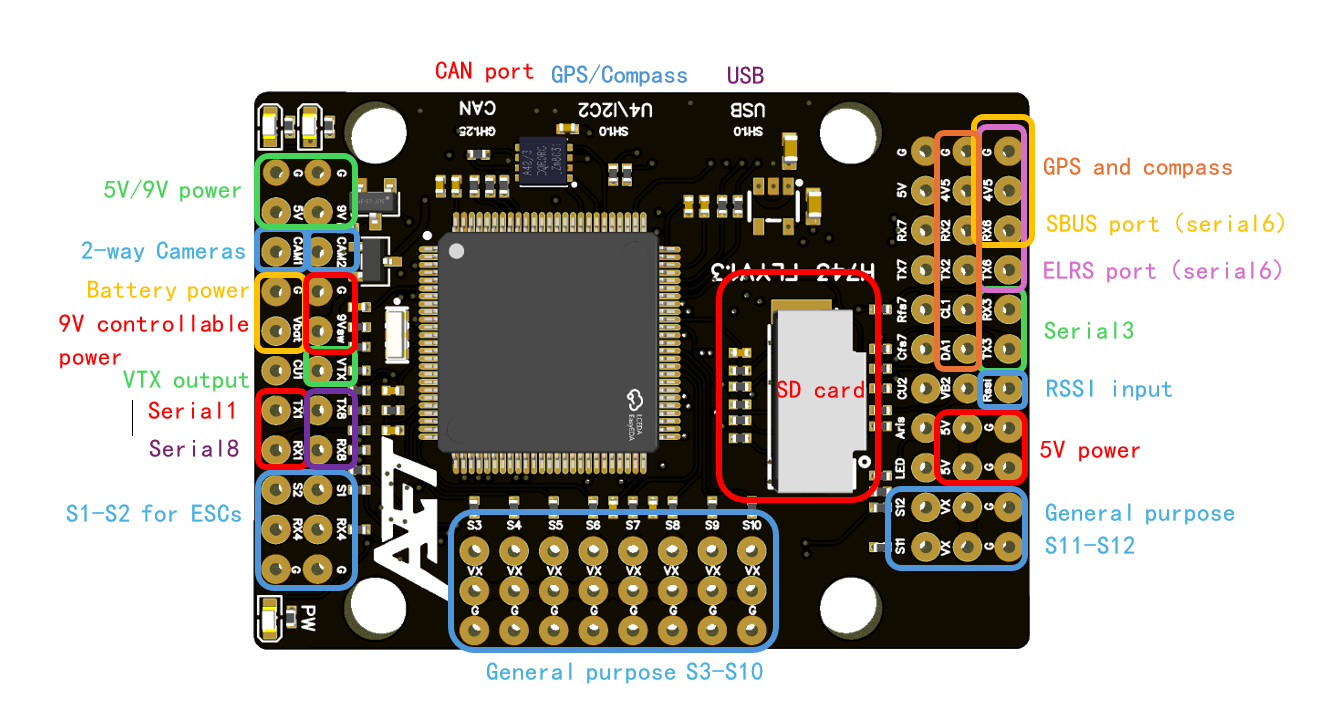 CAN port
GPS/Compass
USB
CAN
GH1.25
U4\I2C2
SH1.0
USB
SH1.0
5V/9V power
2-way Cameras
Battery power
9V controllable
power
VTX output
Serial1
Serial8
S1-S2 for ESCs
G G
5V 9V
CAM1 CAM2
G G
Vbat 9Vsw
CU1 VTX
TX1 TX8
RX1 RX8
S2 S1
RX4 RX4
G G
PW
LCEDA
EasyEDA
AET
SD card
S3 S4 S5 S6 S7 S8 S9 S10
VX VX VX VX VX VX VX VX
G G G G G G G G
General purpose S3-S10
G G G
5V 4V5 4V5
RX7 RX2 RX6
TX7 TX2 TX6
Rfs7 CL1 RX3
Cfs7 DA1 TX3
CU2 VB2 Rssi
Aris 5V G
LED 5V G
S12 VX G
S11 VX G
GPS and compass
SBUS port (serial6)
ELRS port (serial6)
Serial3
RSSI input
5V power
General purpose
S11-S12